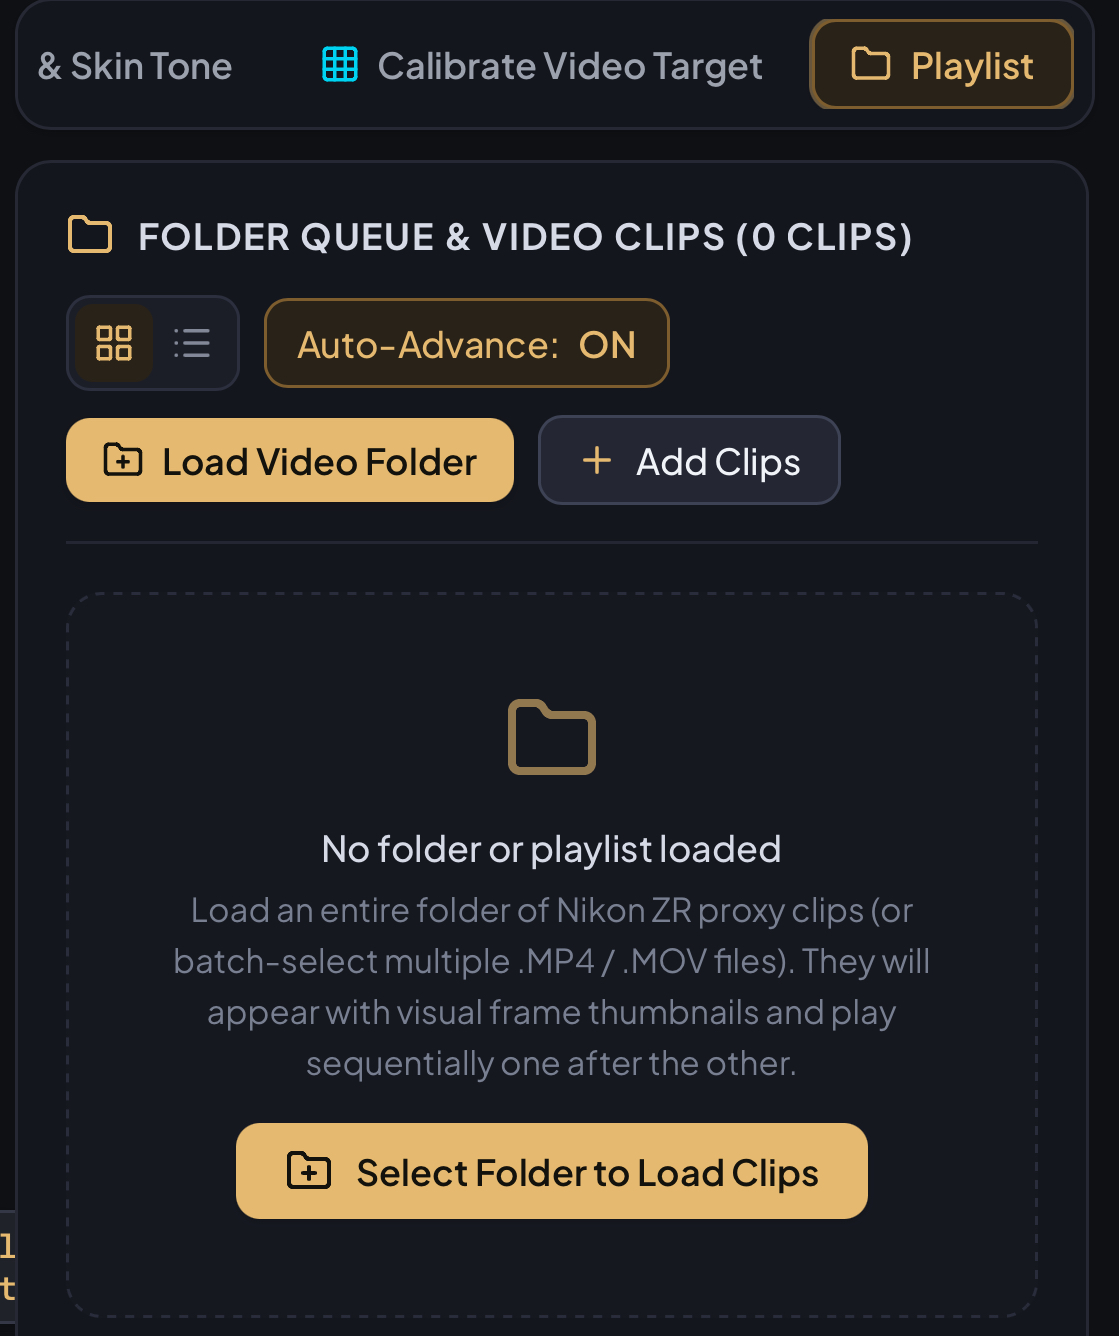 & Skin Tone
Calibrate Video Target
Playlist
FOLDER QUEUE & VIDEO CLIPS (0 CLIPS)
Auto-Advance: ON
Load Video Folder
Add Clips
No folder or playlist loaded
Load an entire folder of Nikon ZR proxy clips (or
batch-select multiple .MP4 / .MOV files). They will
appear with visual frame thumbnails and play
sequentially one after the other.
Select Folder to Load Clips